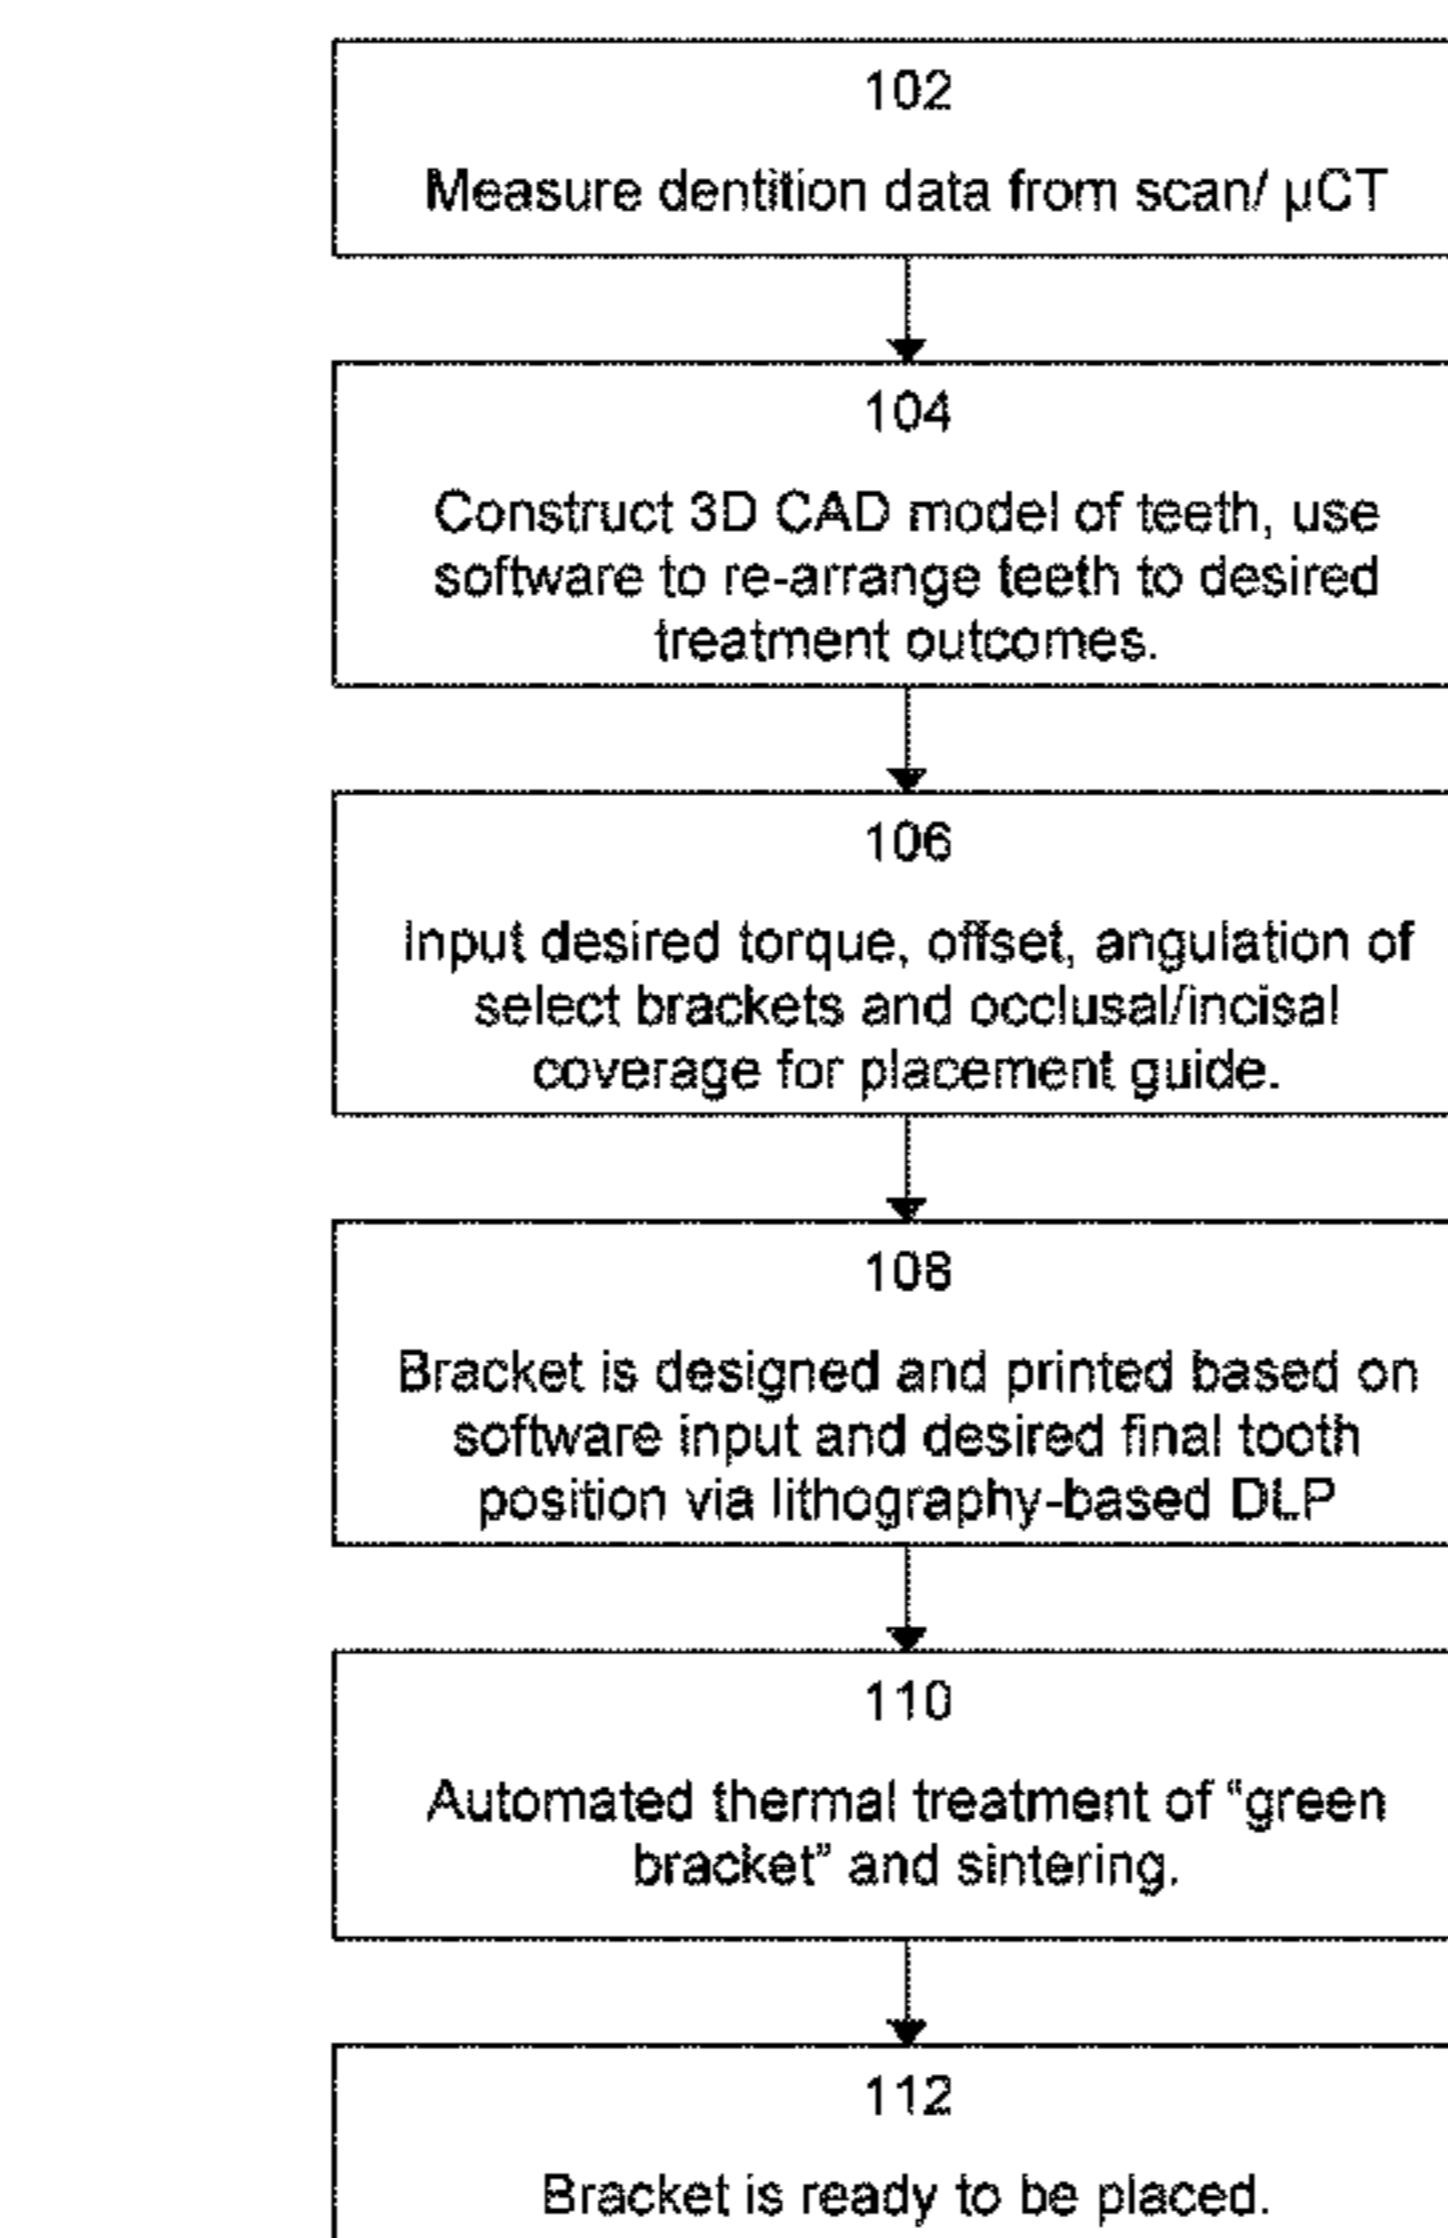 102
Measure dentition data from scan/ µCT
104
Construct 3D CAD model of teeth, use
software to re-arrange teeth to desired
treatment outcomes.
106
Input desired torque, offset, angulation of
select brackets and occlusal/incisal
coverage for placement guide.
108
Bracket is designed and printed based on
software input and desired final tooth
position via lithography-based DLP
110
Automated thermal treatment of “green
bracket” and sintering.
112
Bracket is ready to be placed.